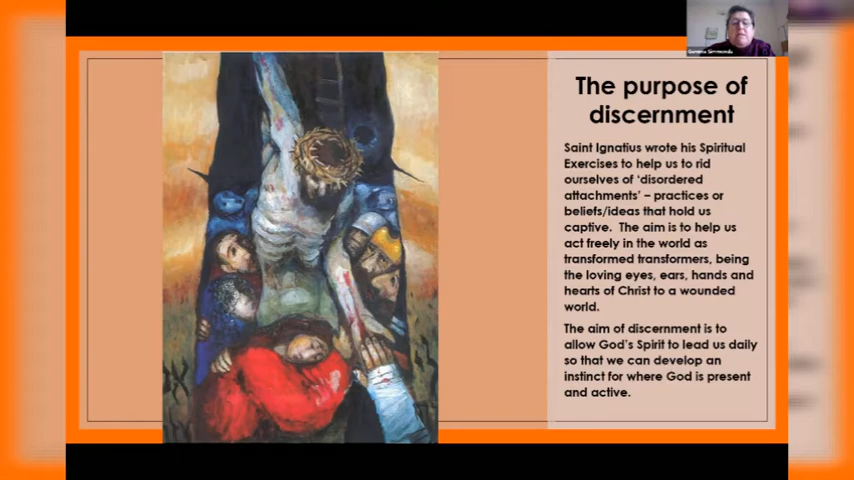 Gemma Simmonds
The purpose of
discernment
Saint Ignatius wrote his Spiritual
Exercises to help us to rid
ourselves of ‘disordered
attachments’ – practices or
beliefs/ideas that hold us
captive.  The aim is to help us
act freely in the world as
transformed transformers, being
the loving eyes, ears, hands and
hearts of Christ to a wounded
world.
The aim of discernment is to
allow God’s Spirit to lead us daily
so that we can develop an
instinct for where God is present
and active.